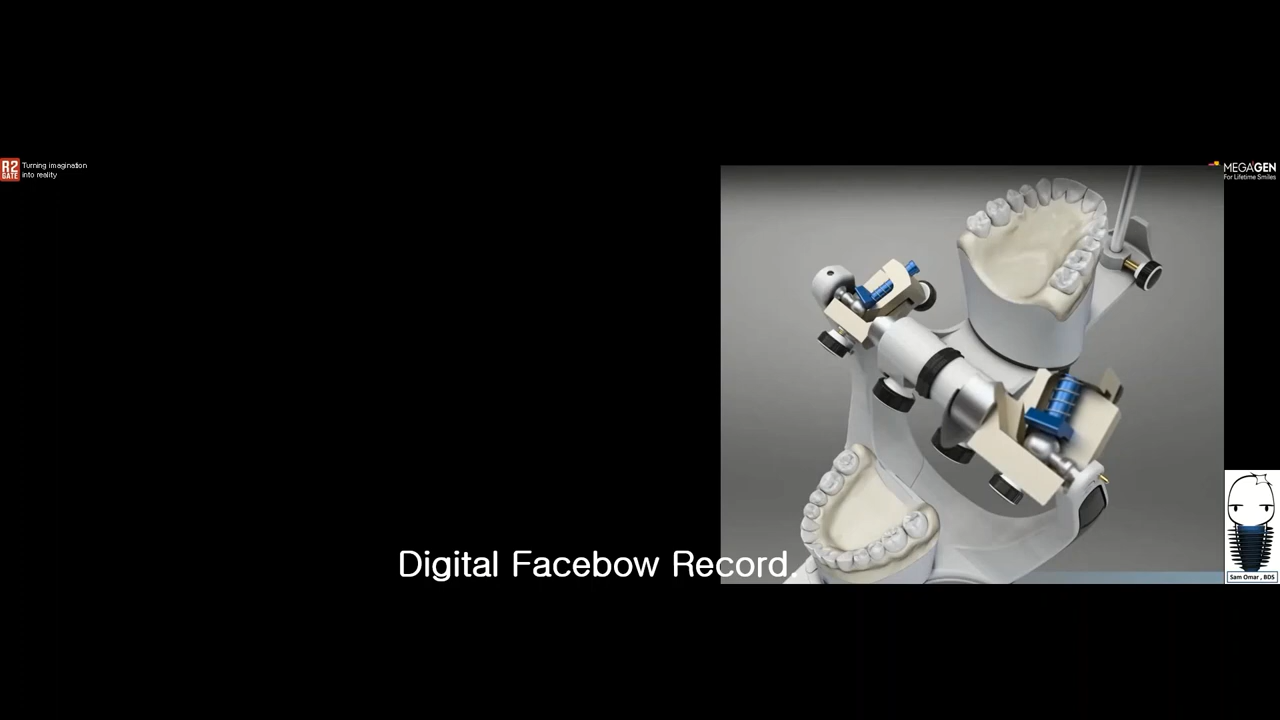 R2
GATE
Turning imagination
into reality
MEGAGEN
For Lifetime Smiles
Digital Facebow Record.
Sam Omar , BDS